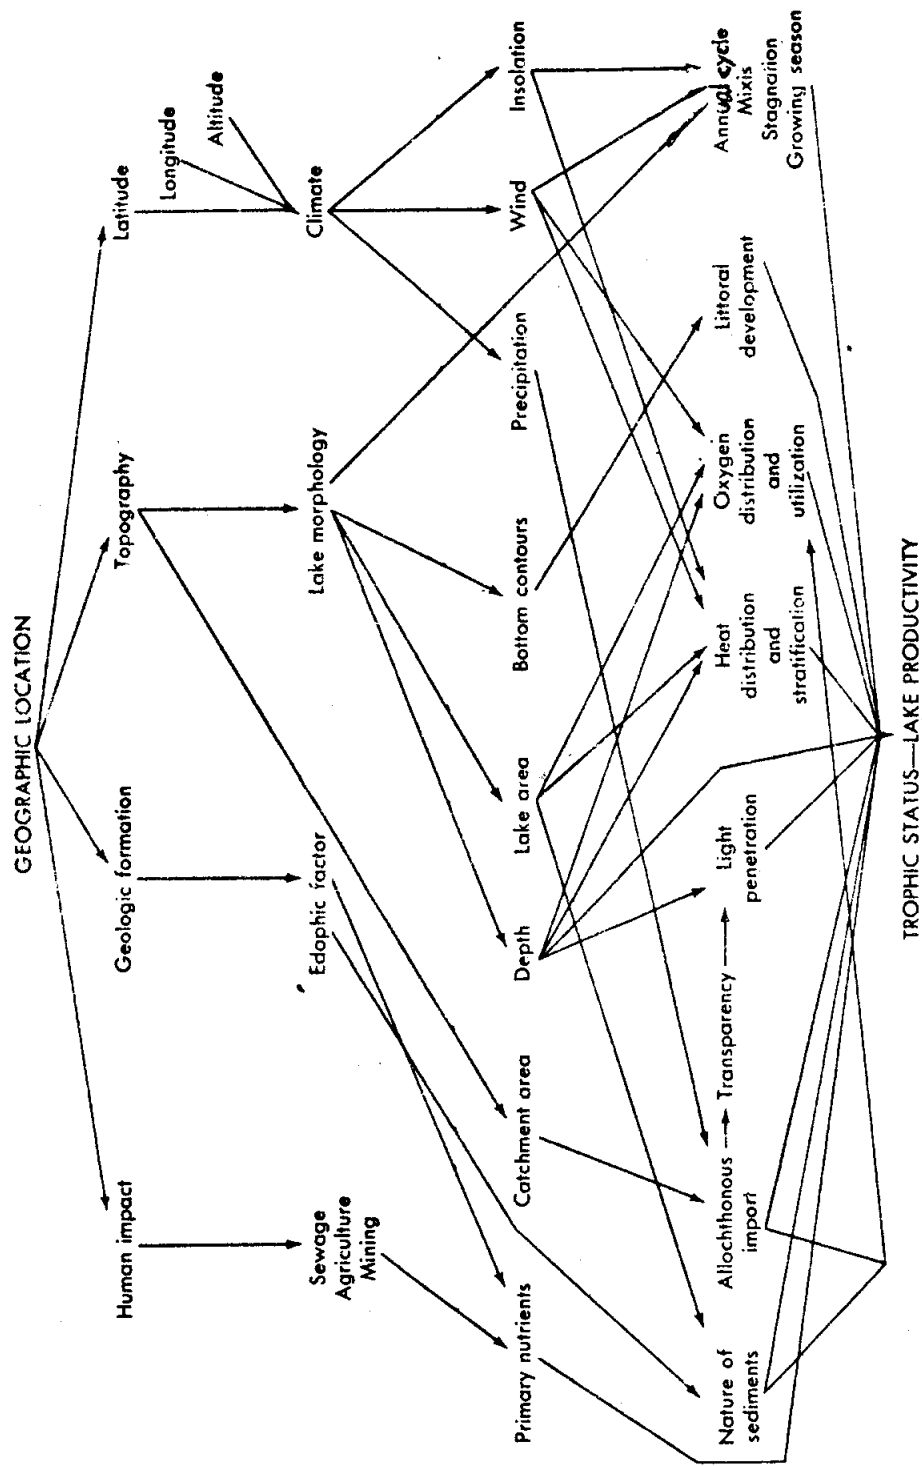 GEOGRAPHIC LOCATION
Human impact
Geologic formation
Topography
Latitude
Longitude
Altitude
Sewage
Agriculture
Mining
Edaphic factor
Lake morphology
Climate
Primary nutrients
Catchment area
Depth
Lake area
Bottom contours
Precipitation
Wind
Insolation
Nature of
sediments
Allochthonous
import
Transparency
Light
penetration
Heat
distribution
and
stratification
Oxygen
distribution
and
utilization
Littoral
development
Annual cycle
Mixis
Stagnation
Growing season
TROPHIC STATUS—LAKE PRODUCTIVITY